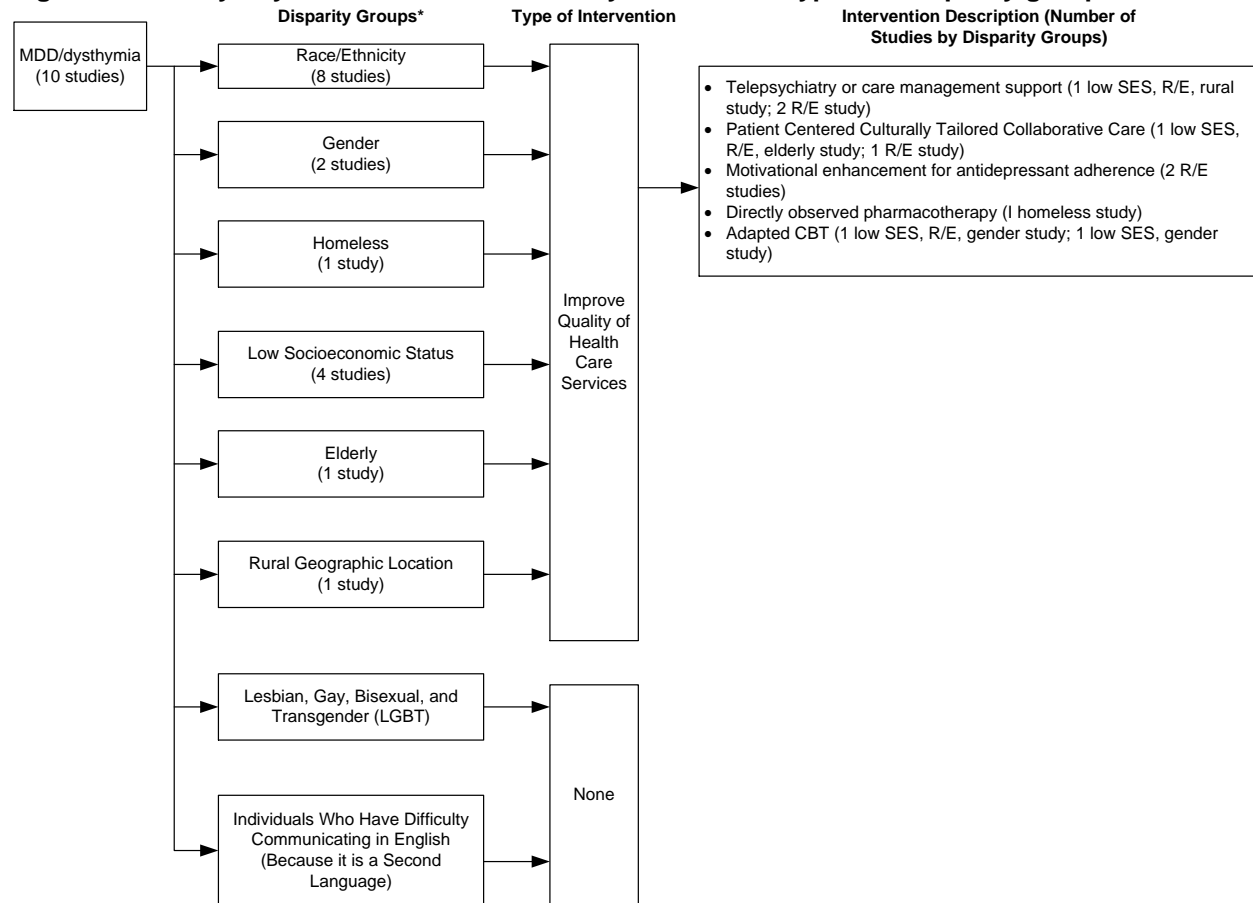 Disparity Groups*
Type of Intervention
Intervention Description (Number of
Studies by Disparity Groups)
MDD/dysthymia
(10 studies)
Race/Ethnicity
(8 studies)
Gender
(2 studies)
Homeless
(1 study)
Low Socioeconomic Status
(4 studies)
Elderly
(1 study)
Rural Geographic Location
(1 study)
Lesbian, Gay, Bisexual, and
Transgender (LGBT)
Individuals Who Have Difficulty
Communicating in English
(Because it is a Second
Language)
Improve
Quality of
Health
Care
Services
None
• Telepsychiatry or care management support (1 low SES, R/E, rural
study; 2 R/E study)
• Patient Centered Culturally Tailored Collaborative Care (1 low SES,
R/E, elderly study; 1 R/E study)
• Motivational enhancement for antidepressant adherence (2 R/E
studies)
• Directly observed pharmacotherapy (I homeless study)
• Adapted CBT (1 low SES, R/E, gender study; 1 low SES, gender
study)